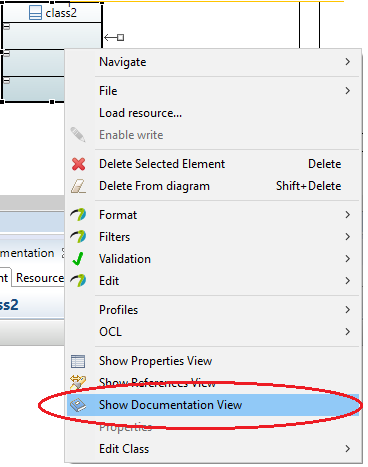 class2
Navigate
File
Load resource...
Enable write
Delete Selected Element Delete
Delete From diagram Shift+Delete
Format
Filters
mentation
Validation
nt Resource
Edit
ss2
Profiles
OCL
Show Properties View
Show References View
Show Documentation View
Properties
Edit Class